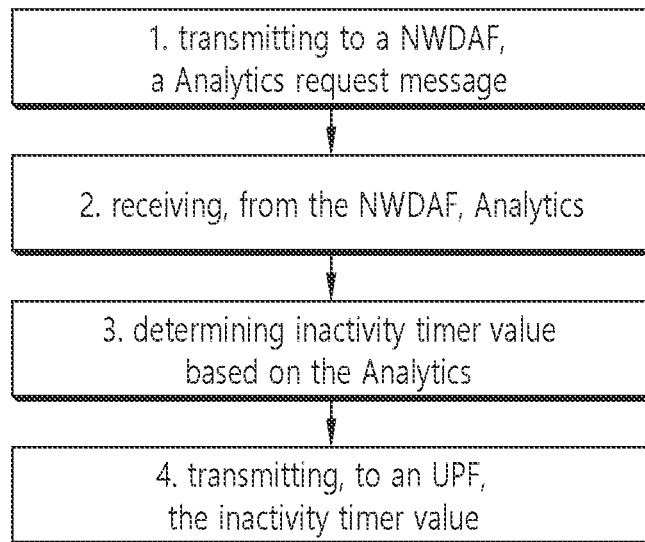 1. transmitting to a NWDAF,
a Analytics request message
2. receiving, from the NWDAF, Analytics
3. determining inactivity timer value
based on the Analytics
4. transmitting, to an UPF,
the inactivity timer value